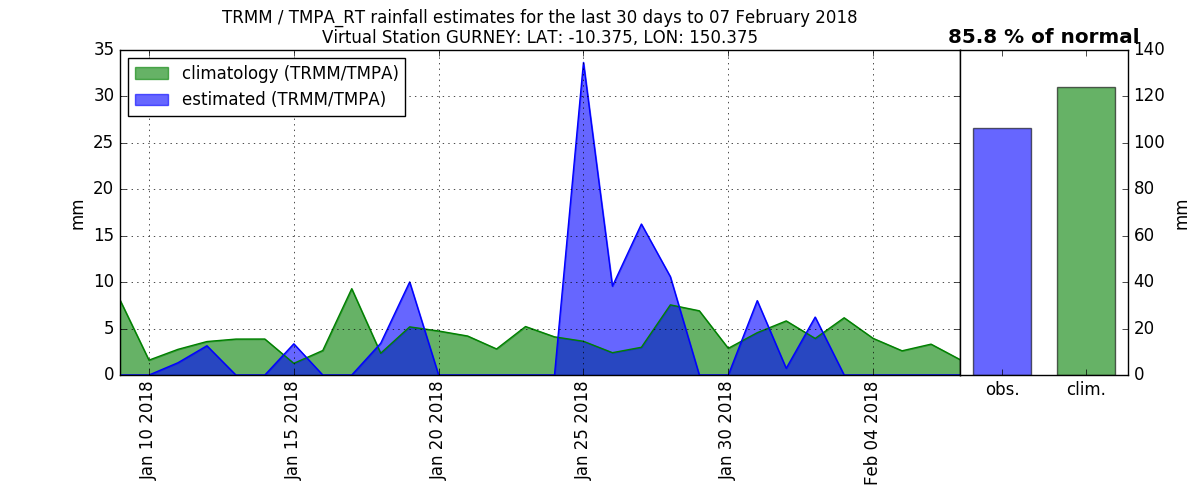 TRMM / TMPA_RT rainfall estimates for the last 30 days to 07 February 2018
Virtual Station GURNEY: LAT: -10.375, LON: 150.375
85.8 % of normal
climatology (TRMM/TMPA)
estimated (TRMM/TMPA)
mm
35
30
25
20
15
10
5
0
Jan 10 2018
Jan 15 2018
Jan 20 2018
Jan 25 2018
Jan 30 2018
Feb 04 2018
obs.
clim.
140
120
100
80
60
40
20
0
mm